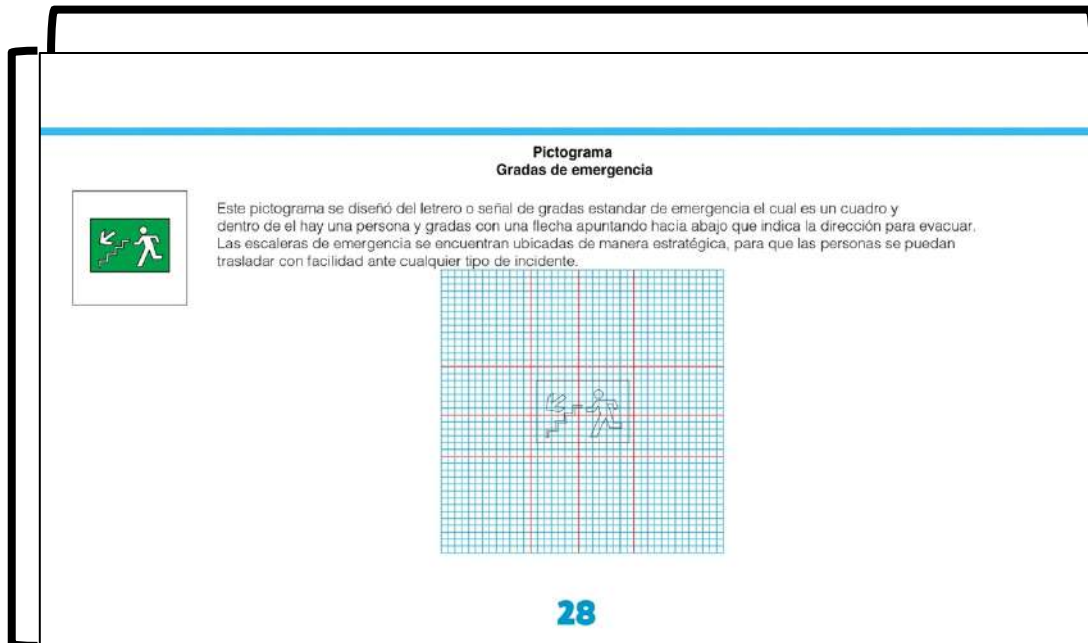 Pictograma
Gradas de emergencia
Este pictograma se diseñó del letrero o señal de gradas estandar de emergencia el cual es un cuadro y
dentro de el hay una persona y gradas con una flecha apuntando hacia abajo que indica la dirección para evacuar.
Las escaleras de emergencia se encuentran ubicadas de manera estratégica, para que las personas se puedan
trasladar con facilidad ante cualquier tipo de incidente.
28